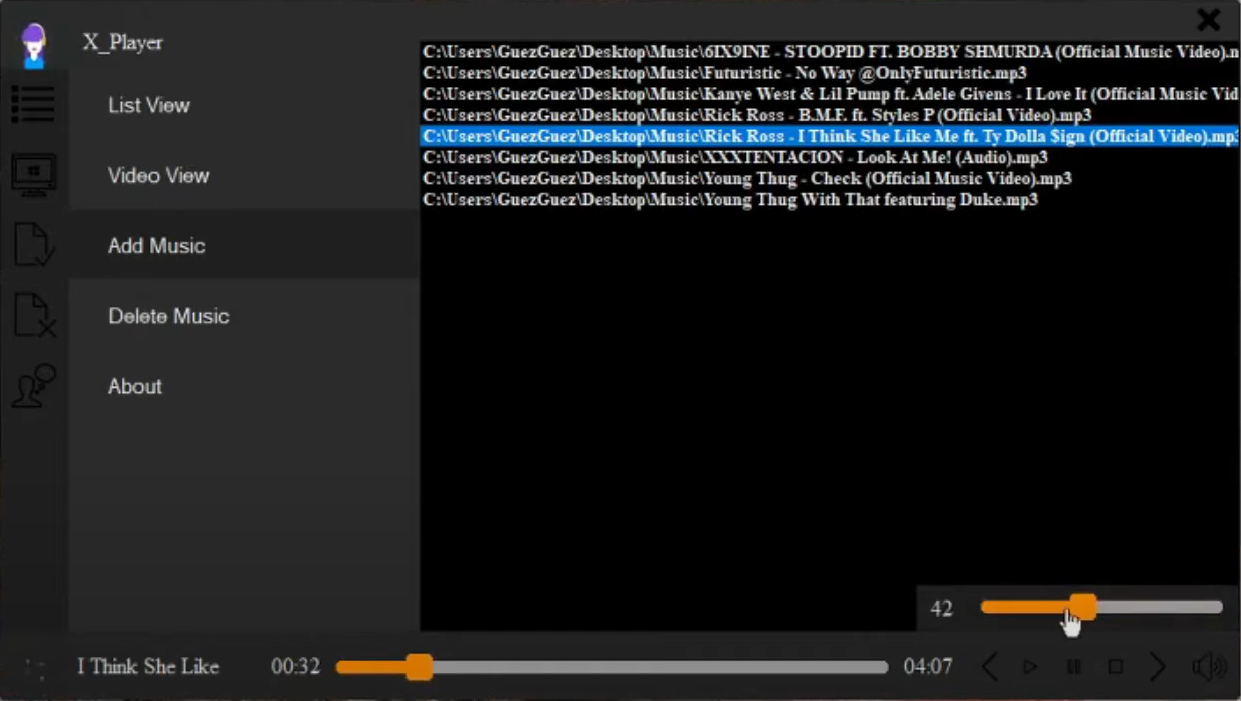 X_Player
List View
Video View
Add Music
Delete Music
About
C:\Users\GuezGuez\Desktop\Music\6IX9INE - STOOPID FT. BOBBY SHMURDA (Official Music Video).n
C:\Users\GuezGuez\Desktop\Music\Futuristic - No Way @OnlyFuturistic.mp3
C:\Users\GuezGuez\Desktop\Music\Kanye West & Lil Pump ft. Adele Givens - I Love It (Official Music Vid
C:\Users\GuezGuez\Desktop\Music\Rick Ross - B.M.F. ft. Styles P (Official Video).mp3
C:\Users\GuezGuez\Desktop\Music\Rick Ross - I Think She Like Me ft. Ty Dolla $ign (Official Video).mp3
C:\Users\GuezGuez\Desktop\Music\XXXTENTACION - Look At Me! (Audio).mp3
C:\Users\GuezGuez\Desktop\Music\Young Thug - Check (Official Music Video).mp3
C:\Users\GuezGuez\Desktop\Music\Young Thug With That featuring Duke.mp3
42
I Think She Like 00:32 04:07